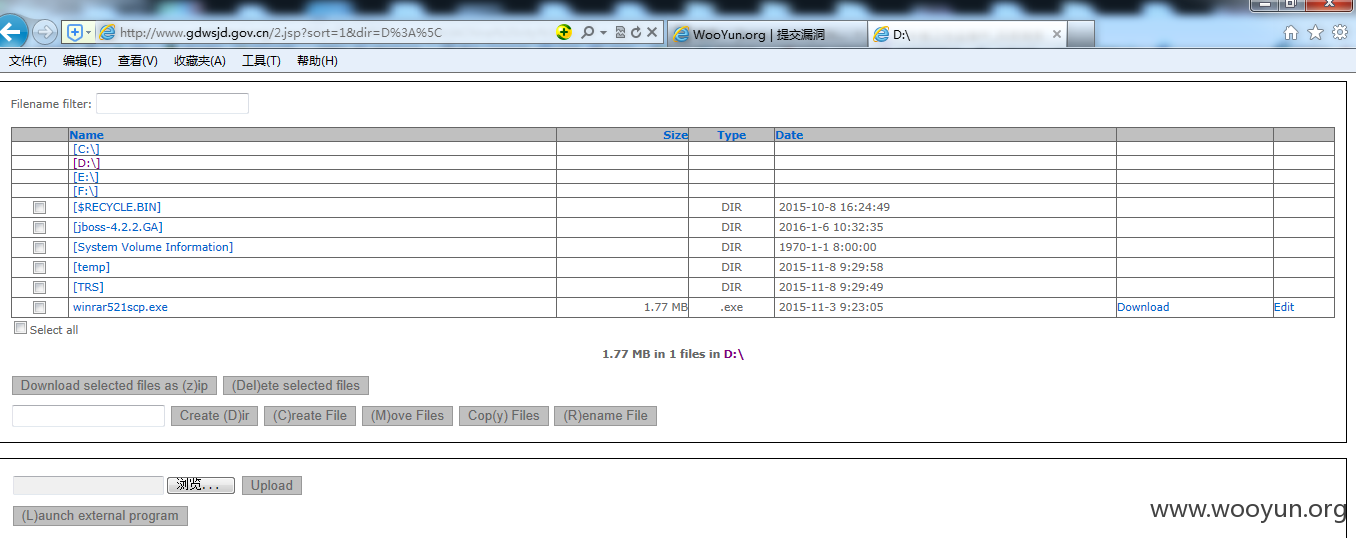 http://www.gdwsjd.gov.cn/2.jsp?sort=1&dir=D%3A%5C
WooYun.org | 提交漏洞
D:\
文件(F) 编辑(E) 查看(V) 收藏夹(A) 工具(T) 帮助(H)
Filename filter:
Name Size Type Date
[C:\]
[D:\]
[E:\]
[F:\]
[$RECYCLE.BIN] DIR 2015-10-8 16:24:49
[jboss-4.2.2.GA] DIR 2016-1-6 10:32:35
[System Volume Information] DIR 1970-1-1 8:00:00
[temp] DIR 2015-11-8 9:29:58
[TRS] DIR 2015-11-8 9:29:49
winrar521scp.exe 1.77 MB .exe 2015-11-3 9:23:05 Download Edit
Select all
1.77 MB in 1 files in D:\
Download selected files as (z)ip (Del)ete selected files
Create (D)ir (C)reate File (M)ove Files Cop(y) Files (R)ename File
浏览... Upload
(L)aunch external program
www.wooyun.org